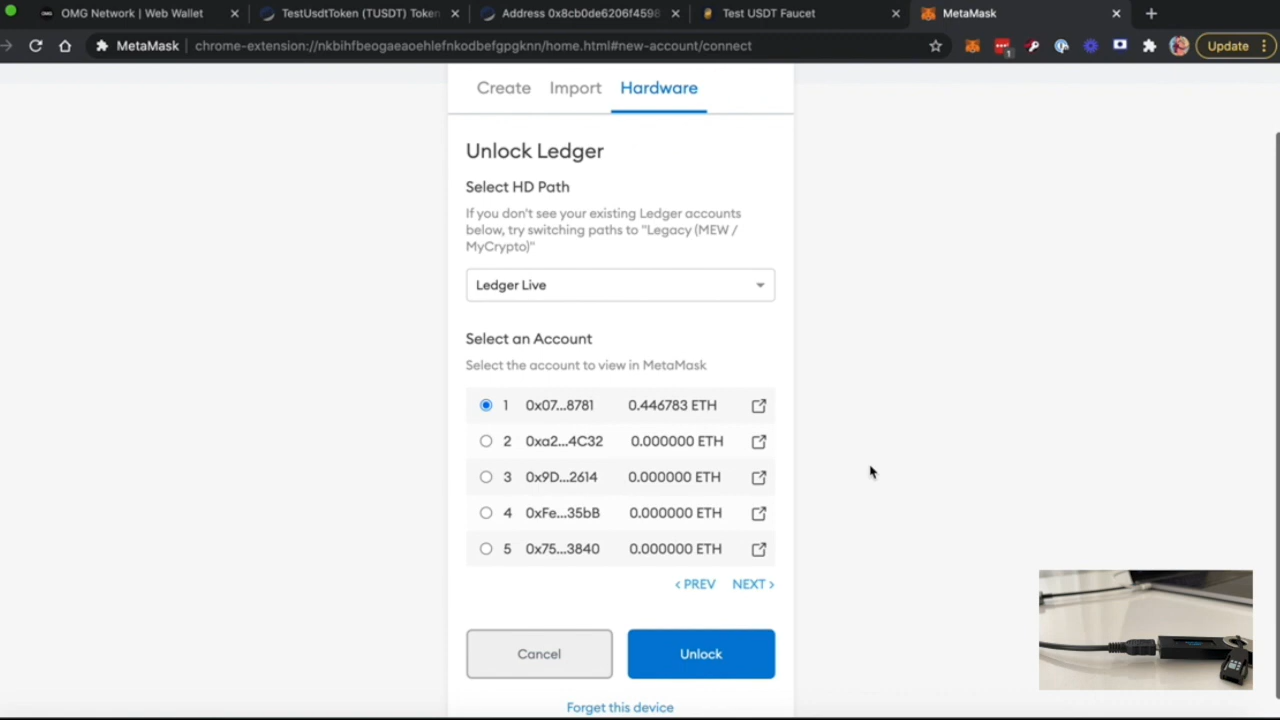 OMG Network | Web Wallet
TestUsdtToken (TUSDT) Token
Address 0x8cb0de6206f4598
Test USDT Faucet
MetaMask
MetaMask
chrome-extension://nkbihfbeogaeaoehlefnkodbefgpgknn/home.html#new-account/connect
1
Update
Create
Import
Hardware
Unlock Ledger
Select HD Path
If you don't see your existing Ledger accounts
below, try switching paths to "Legacy (MEW /
MyCrypto)"
Ledger Live
Select an Account
Select the account to view in MetaMask
1 0x07...8781 0.446783 ETH
2 0xa2...4C32 0.000000 ETH
3 0x9D...2614 0.000000 ETH
4 0xFe...35bB 0.000000 ETH
5 0x75...3840 0.000000 ETH
< PREV
NEXT >
Cancel
Unlock
Forget this device